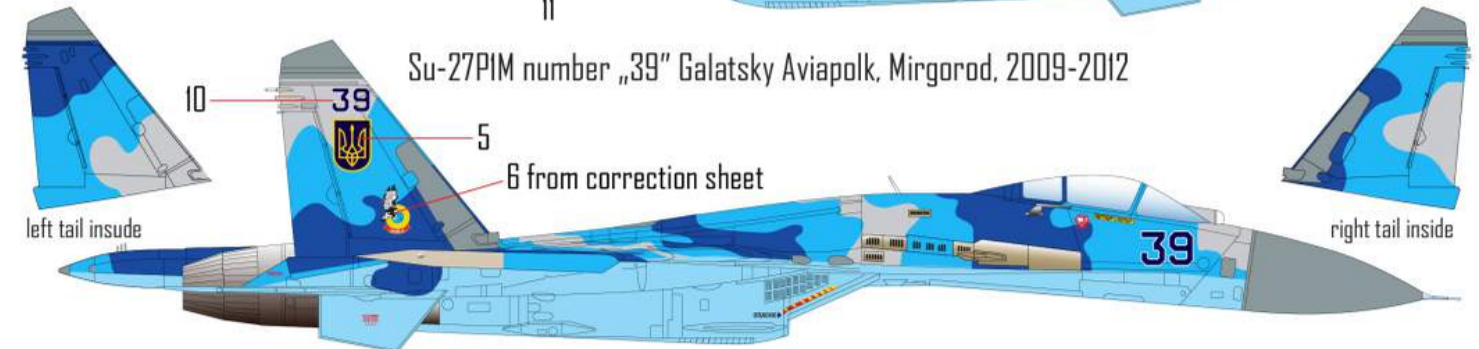 11
Su-27P1M number „39” Galatsky Aviapolk, Mirgorod, 2009-2012
10
39
5
6 from correction sheet
left tail insude
right tail inside
39